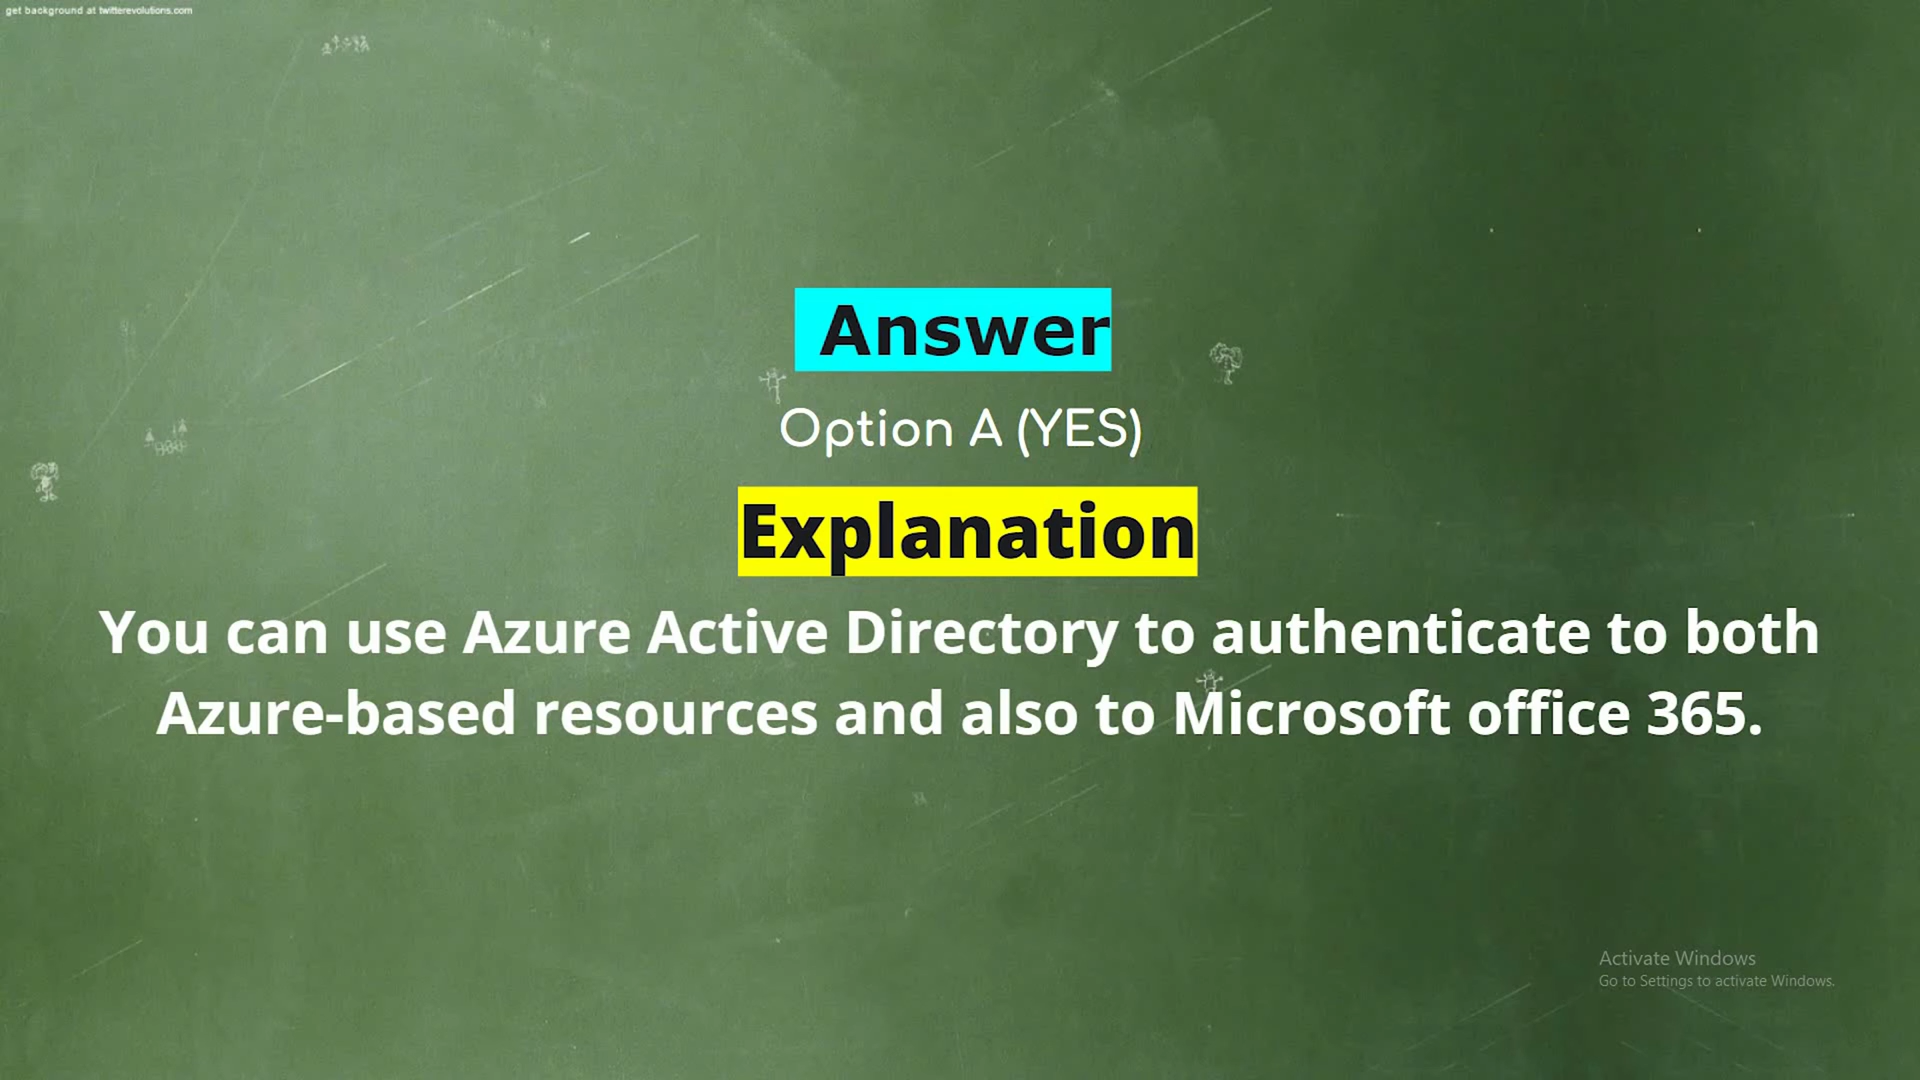 get background at twitterevolutions.com
Answer
Option A (YES)
Explanation
You can use Azure Active Directory to authenticate to both
Azure-based resources and also to Microsoft office 365.
Activate Windows
Go to Settings to activate Windows.